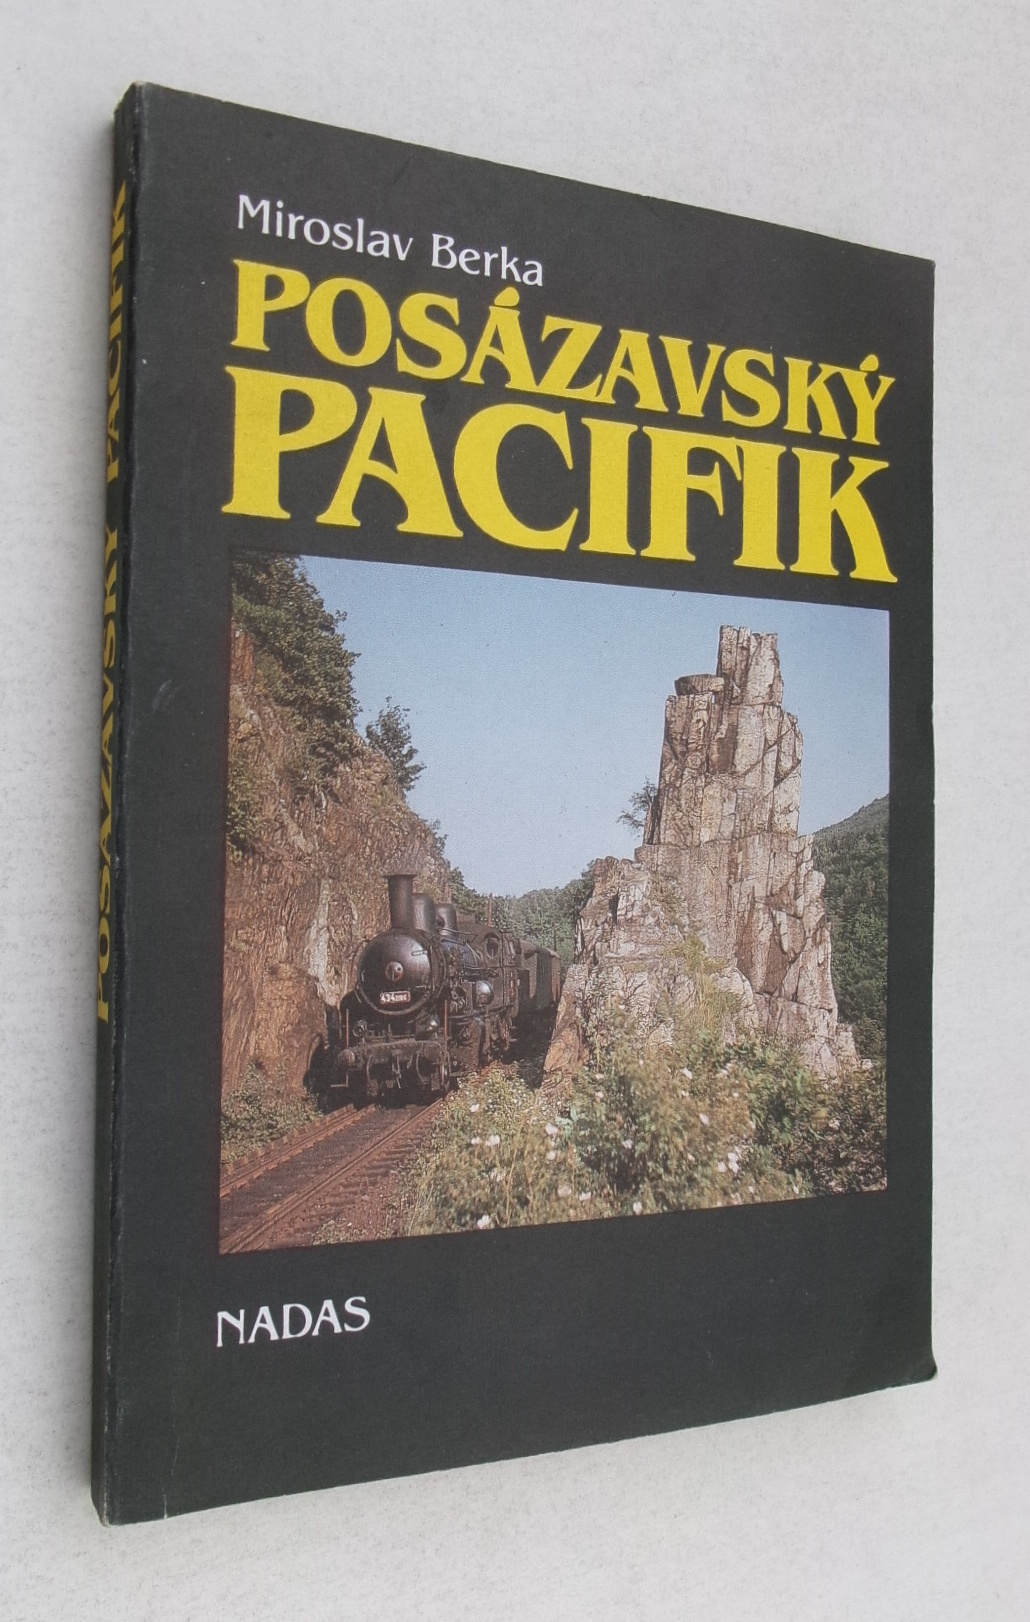 Miroslav Berka
POSÁZAVSKÝ
PACIFIK
NADAS
POSÁZAVSKÝ PACIFIK